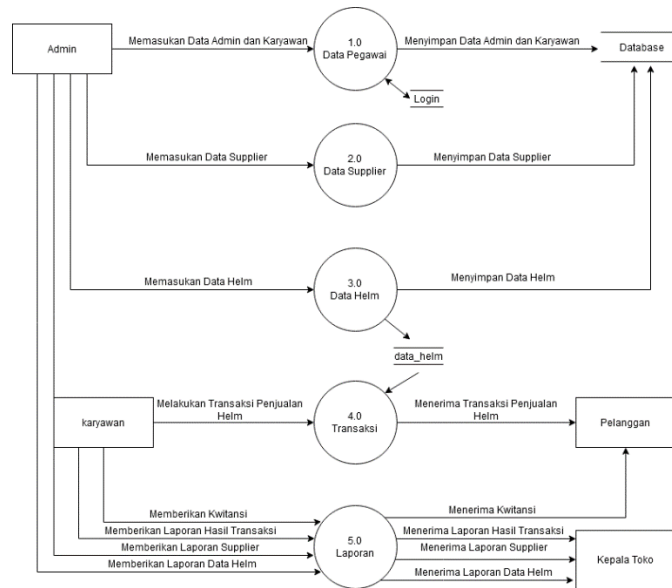 Admin
Memasukan Data Admin dan Karyawan
1.0
Data Pegawai
Menyimpan Data Admin dan Karyawan
Database
Login
Memasukan Data Supplier
2.0
Data Supplier
Menyimpan Data Supplier
Memasukan Data Helm
3.0
Data Helm
Menyimpan Data Helm
data_helm
karyawan
Melakukan Transaksi Penjualan
Helm
4.0
Transaksi
Menerima Transaksi Penjualan
Helm
Pelanggan
Memberikan Kwitansi
Memberikan Laporan Hasil Transaksi
Memberikan Laporan Supplier
Memberikan Laporan Data Helm
5.0
Laporan
Menerima Kwitansi
Menerima Laporan Hasil Transaksi
Menerima Laporan Supplier
Menerima Laporan Data Helm
Kepala Toko